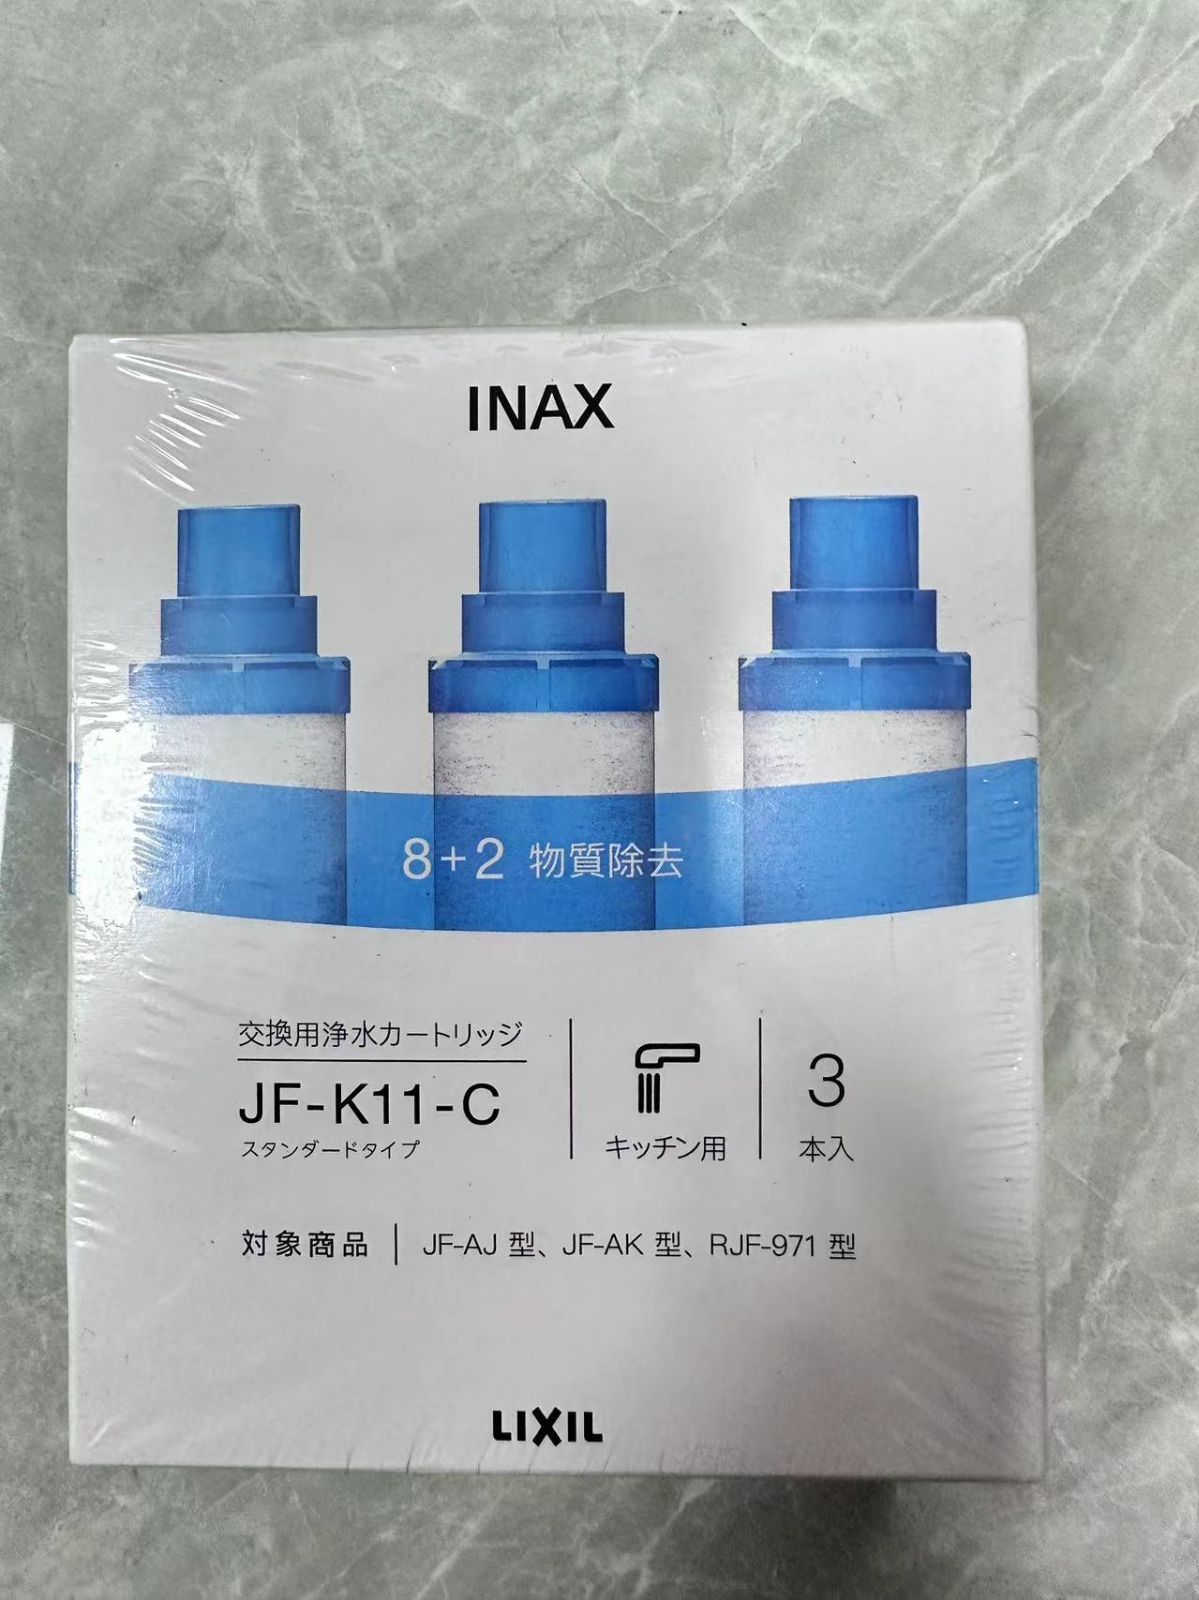 INAX
8+2 物質除去
交換用浄水カートリッジ
JF-K11-C
スタンダードタイプ
キッチン用
3
本入
対象商品 | JF-AJ 型、JF-AK 型、RJF-971 型
LIXIL